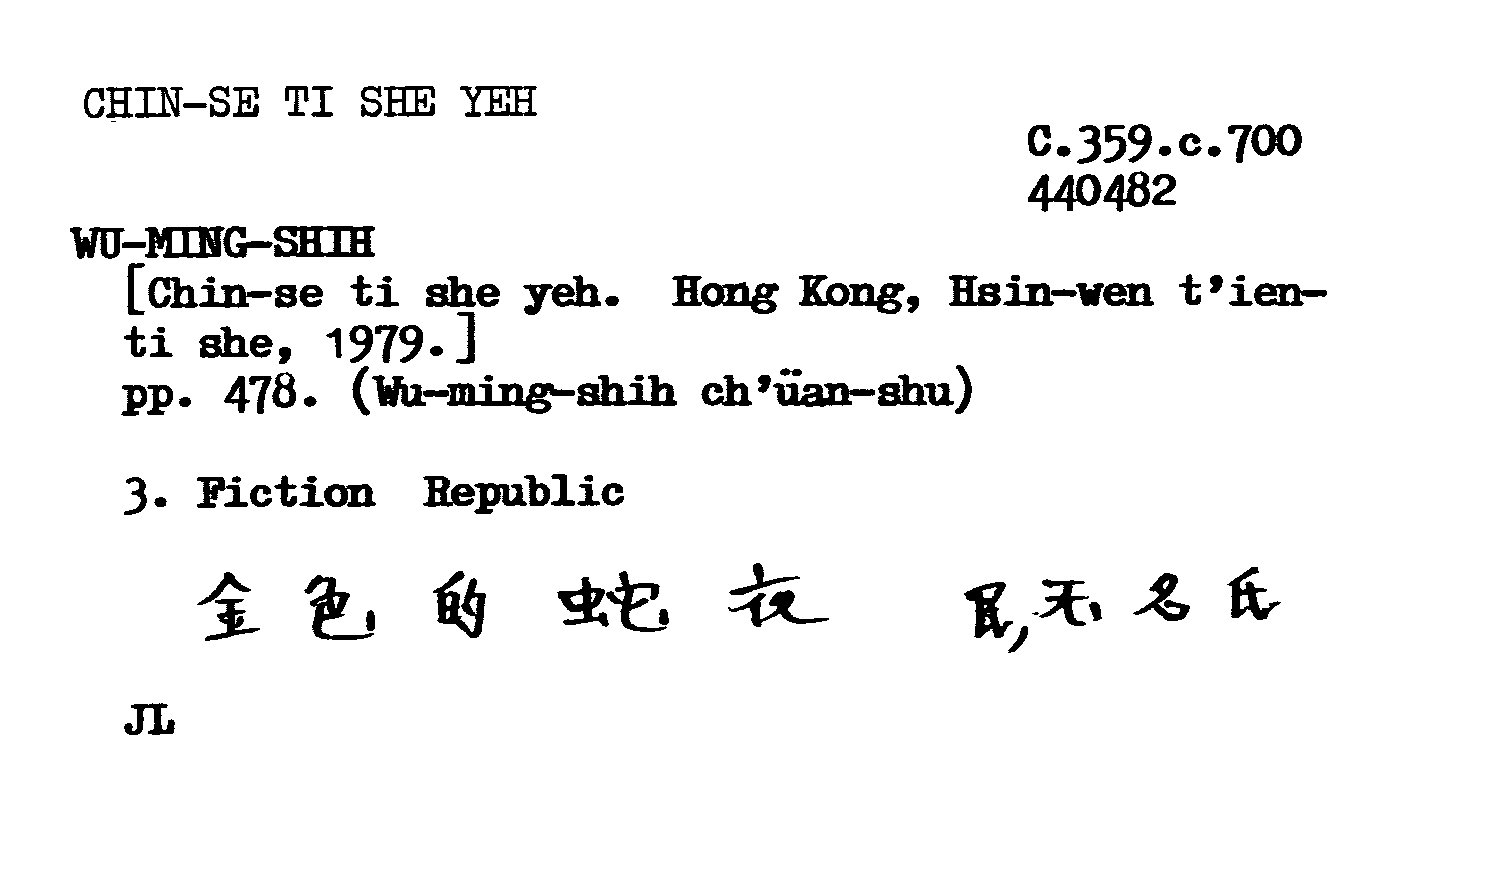 CHIN-SE TI SHE YEH
C.359.c.700
440482
WU-MING-SHIH
[Chin-se ti she yeh. Hong Kong, Hsin-wen t'ien-
ti she, 1979.]
pp. 478. (Wu-ming-shih ch'üan-shu)
3. Fiction Republic
金色的蛇夜 民,无名氏
JL